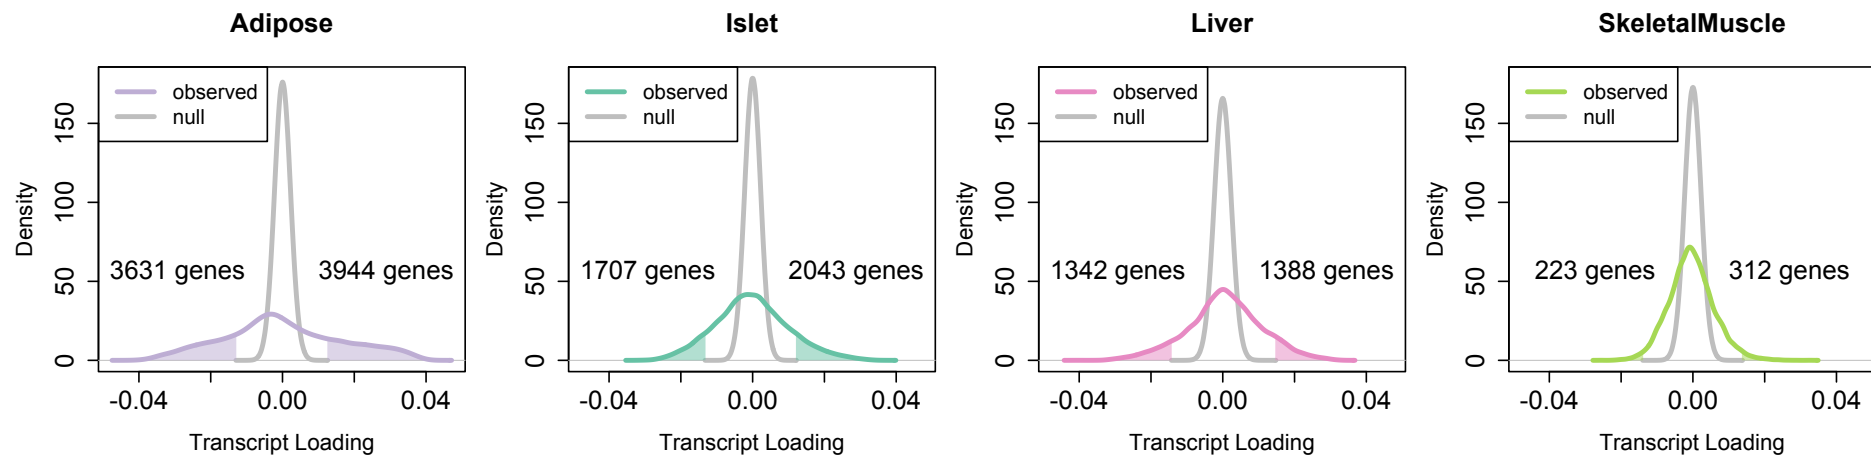 Adipose
observed
null
3631 genes
3944 genes
Density
0
50
100
150
-0.04
0.00
0.04
Transcript Loading
Islet
observed
null
1707 genes
2043 genes
Density
0
50
100
150
-0.04
0.00
0.04
Transcript Loading
Liver
observed
null
1342 genes
1388 genes
Density
0
50
100
150
-0.04
0.00
0.04
Transcript Loading
SkeletalMuscle
observed
null
223 genes
312 genes
Density
0
50
100
150
-0.04
0.00
0.04
Transcript Loading